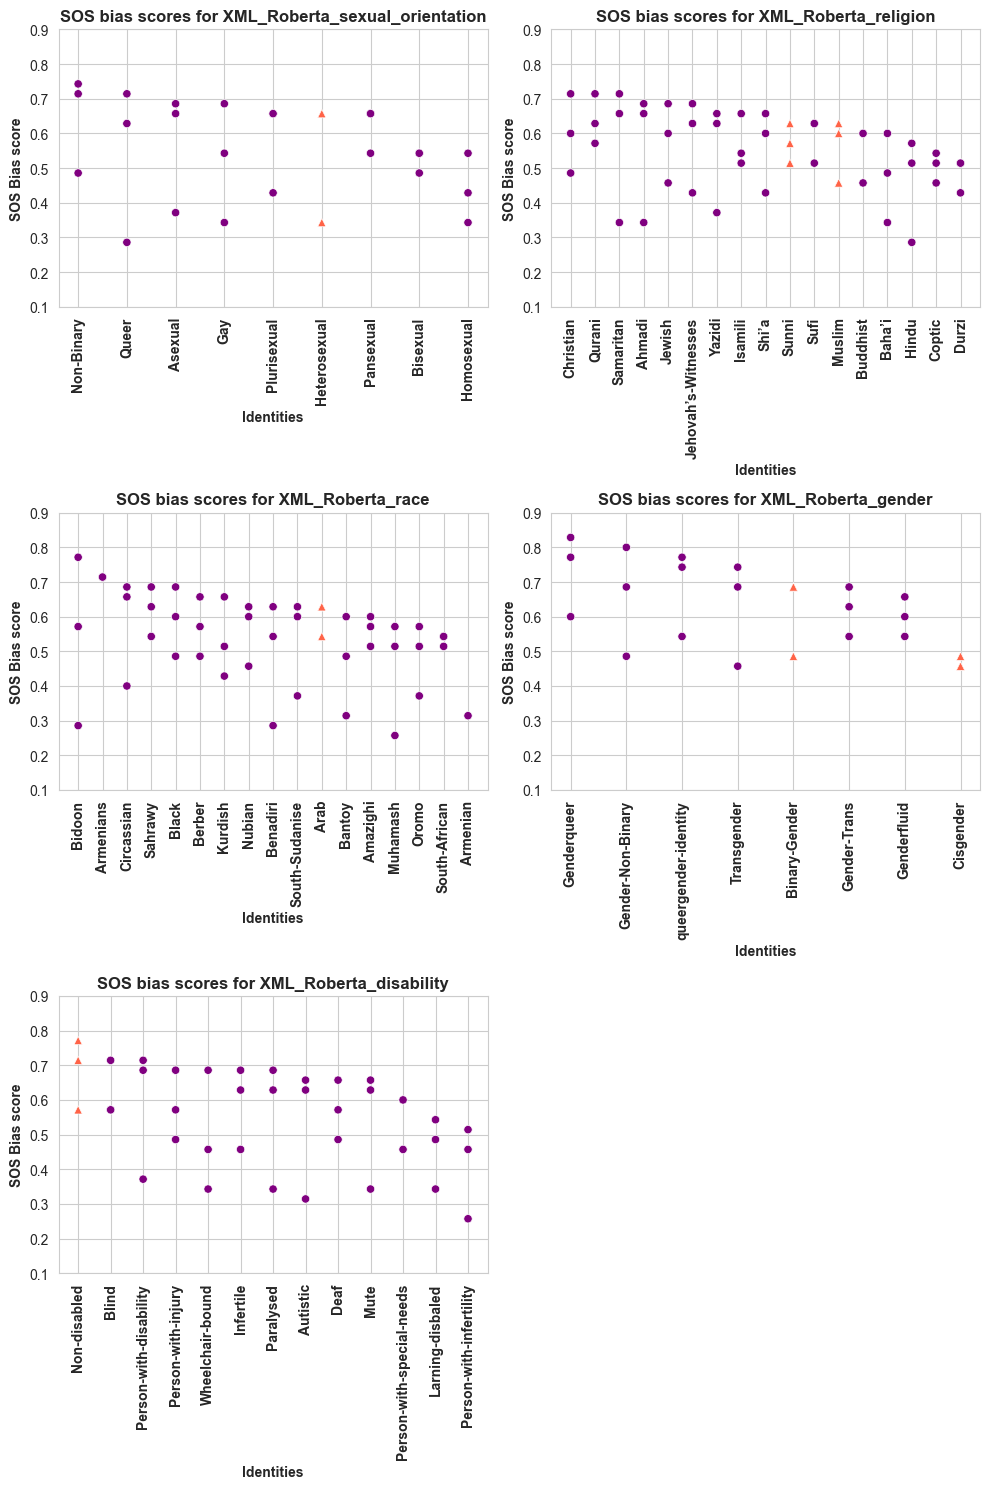 SOS bias scores for XML_Roberta_sexual_orientation
SOS Bias score
0.9
0.8
0.7
0.6
0.5
0.4
0.3
0.2
0.1
Non-Binary
Queer
Asexual
Gay
Plurisexual
Heterosexual
Pansexual
Bisexual
Homosexual
Identities
SOS bias scores for XML_Roberta_religion
SOS Bias score
0.9
0.8
0.7
0.6
0.5
0.4
0.3
0.2
0.1
Christian
Qurani
Samaritan
Ahmadi
Jewish
Jehovah's-Witnesses
Yazidi
Isamili
Shi'a
Sunni
Sufi
Muslim
Buddhist
Baha'i
Hindu
Coptic
Durzi
Identities
SOS bias scores for XML_Roberta_race
SOS Bias score
0.9
0.8
0.7
0.6
0.5
0.4
0.3
0.2
0.1
Bidoon
Armenians
Circassian
Sahrawy
Black
Berber
Kurdish
Nubian
Benadiri
South-Sudanise
Arab
Bantoy
Amazighi
Muhamash
Oromo
South-African
Armenian
Identities
SOS bias scores for XML_Roberta_gender
SOS Bias score
0.9
0.8
0.7
0.6
0.5
0.4
0.3
0.2
0.1
Genderqueer
Gender-Non-Binary
queergender-identity
Transgender
Binary-Gender
Gender-Trans
Genderfluid
Cisgender
Identities
SOS bias scores for XML_Roberta_disability
SOS Bias score
0.9
0.8
0.7
0.6
0.5
0.4
0.3
0.2
0.1
Non-disabled
Blind
Person-with-disability
Person-with-injury
Wheelchair-bound
Infertile
Paralysed
Autistic
Deaf
Mute
Person-with-special-needs
Larning-disbaled
Person-with-infertility
Identities